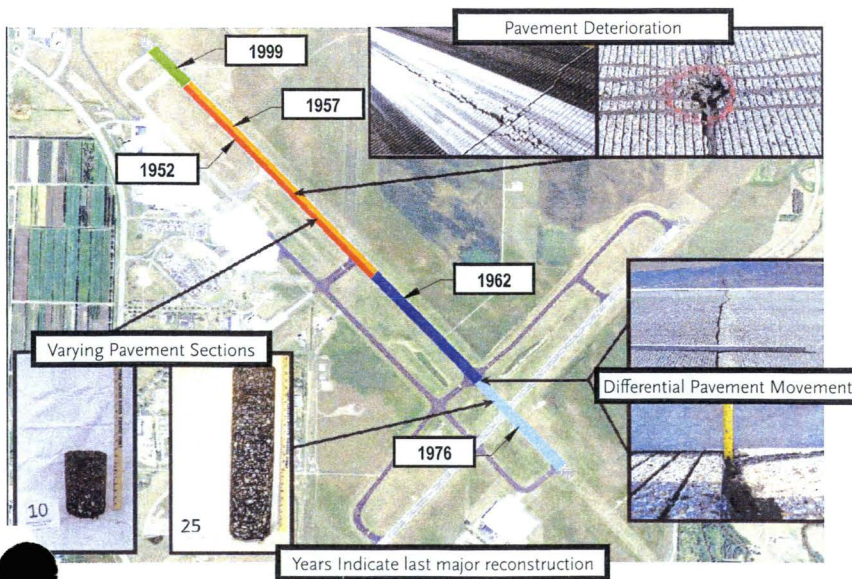 Pavement Deterioration
1999
1957
1952
1962
Varying Pavement Sections
Differential Pavement Movement
1976
10
25
Years Indicate last major reconstruction